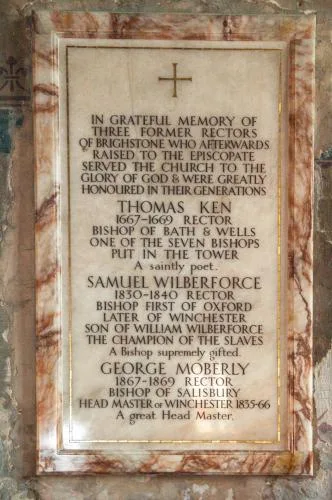 IN GRATEFUL MEMORY OF
THREE FORMER RECTORS
OF BRIGHSTONE WHO AFTERWARDS
RAISED TO THE EPISCOPATE
SERVED THE CHURCH TO THE
GLORY OF GOD & WERE GREATLY
HONOURED IN THEIR GENERATIONS
THOMAS KEN
1667-1669 RECTOR
BISHOP OF BATH & WELLS
ONE OF THE SEVEN BISHOPS
PUT IN THE TOWER
A saintly poet.
SAMUEL WILBERFORCE
1830-1840 RECTOR
BISHOP FIRST OF OXFORD
LATER OF WINCHESTER
SON OF WILLIAM WILBERFORCE
THE CHAMPION OF THE SLAVES
A Bishop supremely gifted.
GEORGE MOBERLY
1867-1869 RECTOR
BISHOP OF SALISBURY
HEAD MASTER OF WINCHESTER 1835-66
A great Head Master.